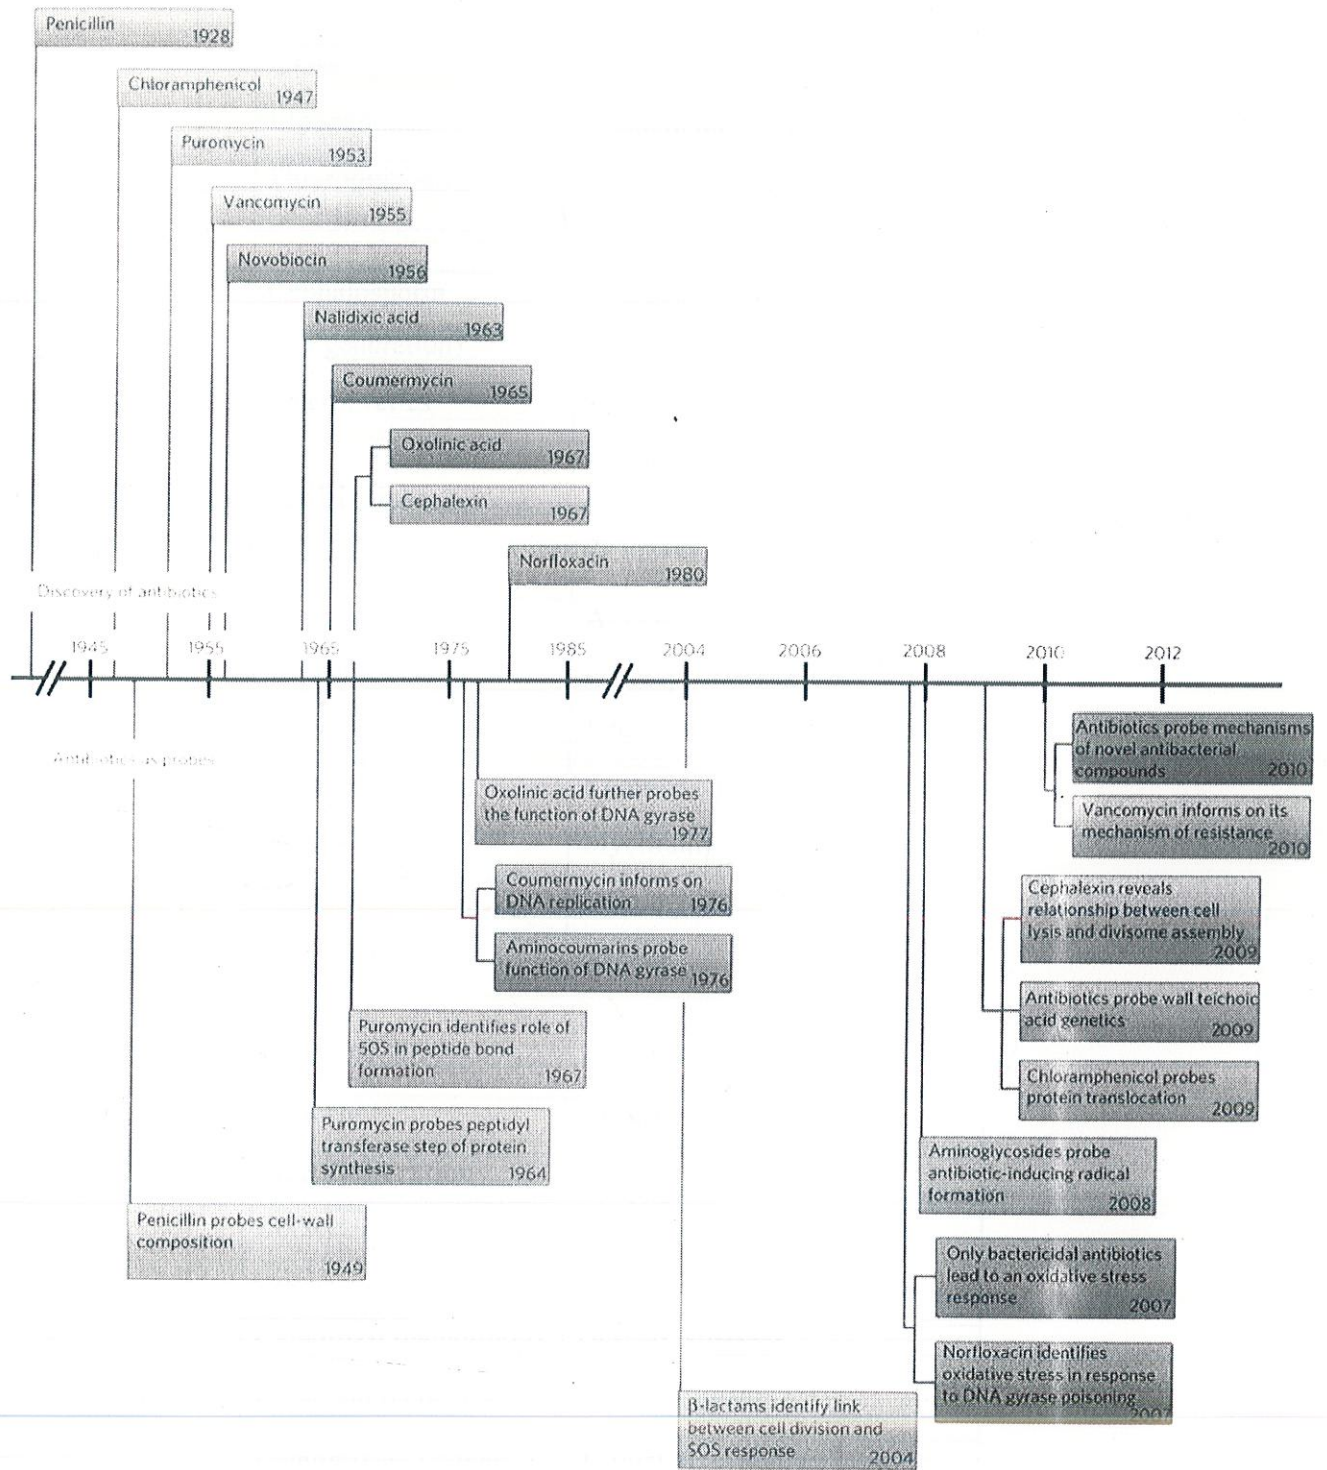 Penicillin
1928
Chloramphenicol
1947
Puromycin
1953
Vancomycin
1955
Novobiocin
1956
Nalidixic acid
1963
Coumermycin
1965
Oxolinic acid
1967
Cephalexin
1967
Norfloxacin
1980
Discovery of antibiotics
1945 1955 1965 1975 1985 2004 2006 2008 2010 2012
Antibiotics as probes
Antibiotics probe mechanisms
of novel antibacterial
compounds 2010
Vancomycin informs on its
mechanism of resistance
2010
Oxolinic acid further probes
the function of DNA gyrase
1977
Coumermycin informs on
DNA replication 1976
Aminocoumarins probe
function of DNA gyrase
1976
Cephalexin reveals
relationship between cell
lysis and divisome assembly
2009
Antibiotics probe wall teichoic
acid genetics
2009
Chloramphenicol probes
protein translocation
2009
Puromycin identifies role of
50S in peptide bond
formation 1967
Puromycin probes peptidyl
transferase step of protein
synthesis 1964
Aminoglycosides probe
antibiotic-inducing radical
formation 2008
Penicillin probes cell-wall
composition
1949
Only bactericidal antibiotics
lead to an oxidative stress
response 2007
Norfloxacin identifies
oxidative stress in response
to DNA gyrase poisoning
2007
β-lactams identify link
between cell division and
SOS response 2004